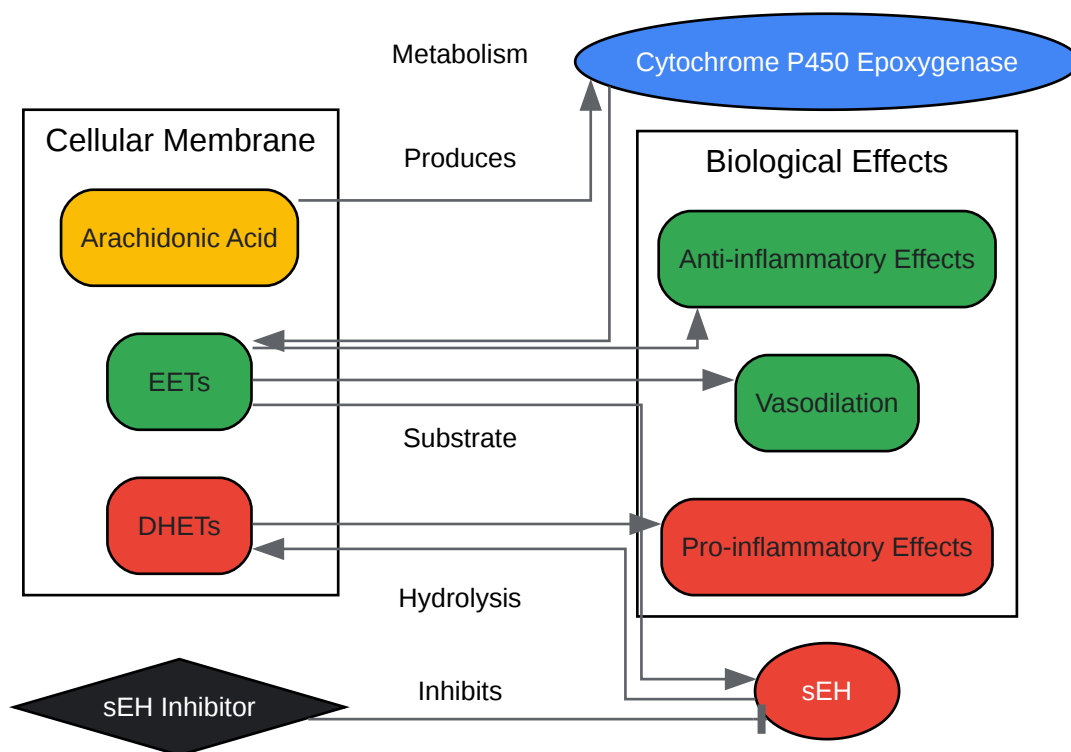 Metabolism
Cytochrome P450 Epoxygenase
Cellular Membrane
Produces
Biological Effects
Arachidonic Acid
Anti-inflammatory Effects
EETs
Vasodilation
Substrate
DHETs
Pro-inflammatory Effects
Hydrolysis
sEH Inhibitor
Inhibits
sEH